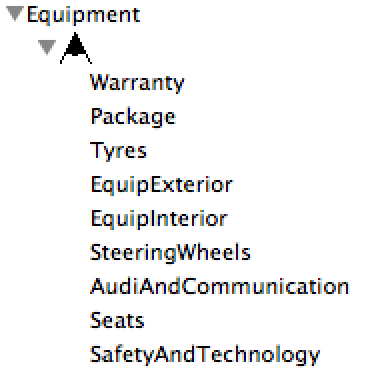 Equipment
Warranty
Package
Tyres
EquipExterior
EquipInterior
SteeringWheels
AudiAndCommunication
Seats
SafetyAndTechnology